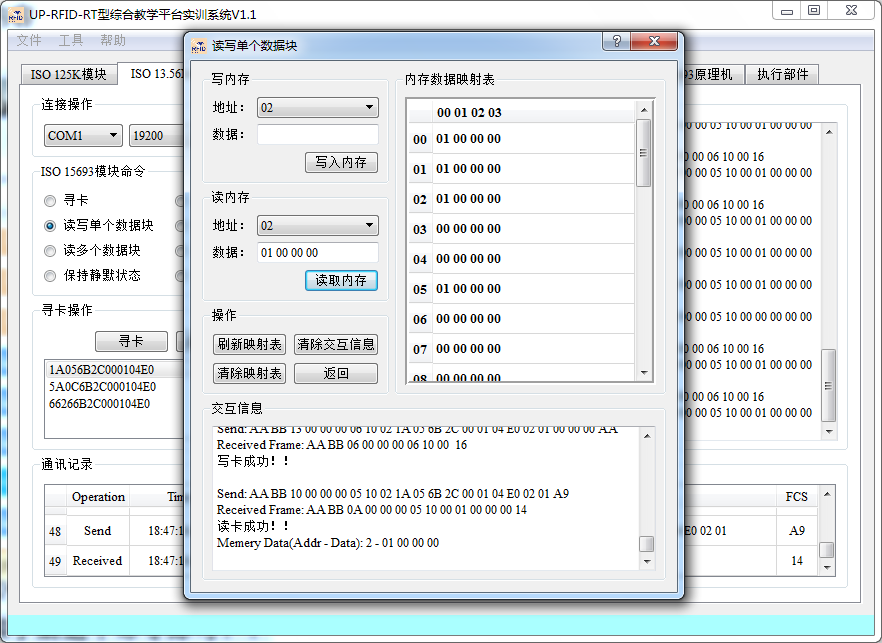 UP-RFID-RT型综合教学平台实训系统V1.1
文件 工具 帮助
ISO 125K模块
ISO 13.56
原理机
执行部件
连接操作
COM1
19200
ISO 15693模块命令
寻卡
读写单个数据块
读多个数据块
保持静默状态
寻卡操作
寻卡
1A056B2C000104E0
5A0C6B2C000104E0
66266B2C000104E0
通讯记录
Operation
48 Send 18:47:1
49 Received 18:47:1
读写单个数据块
写内存
地址： 02
数据：
写入内存
读内存
地址： 02
数据： 01 00 00 00
读取内存
操作
刷新映射表 清除交互信息
清除映射表 返回
内存数据映射表
00 01 02 03
00 01 00 00 00
01 01 00 00 00
02 01 00 00 00
03 00 00 00 00
04 00 00 00 00
05 01 00 00 00
06 00 00 00 00
07 00 00 00 00
08 00 00 00 00
交互信息
Send: AA BB 13 00 00 00 06 10 02 1A 05 6B 2C 00 01 04 E0 02 01 00 00 00 AA
Received Frame: AA BB 06 00 00 00 06 10 00 16
写卡成功！！
Send: AA BB 10 00 00 00 05 10 02 1A 05 6B 2C 00 01 04 E0 02 01 A9
Received Frame: AA BB 0A 00 00 00 05 10 00 01 00 00 00 14
读卡成功！！
Memery Data(Addr - Data): 2 - 01 00 00 00
00 05 10 00 01 00 00 00
00 06 10 00 16
00 05 10 00 01 00 00 00
00 06 10 00 16
00 05 10 00 01 00 00 00
00 05 10 00 01 00 00 00
00 05 10 00 01 00 00 00
00 05 10 00 01 00 00 00
00 06 10 00 16
00 05 10 00 01 00 00 00
00 06 10 00 16
00 05 10 00 01 00 00 00
FCS
E0 02 01 A9
14